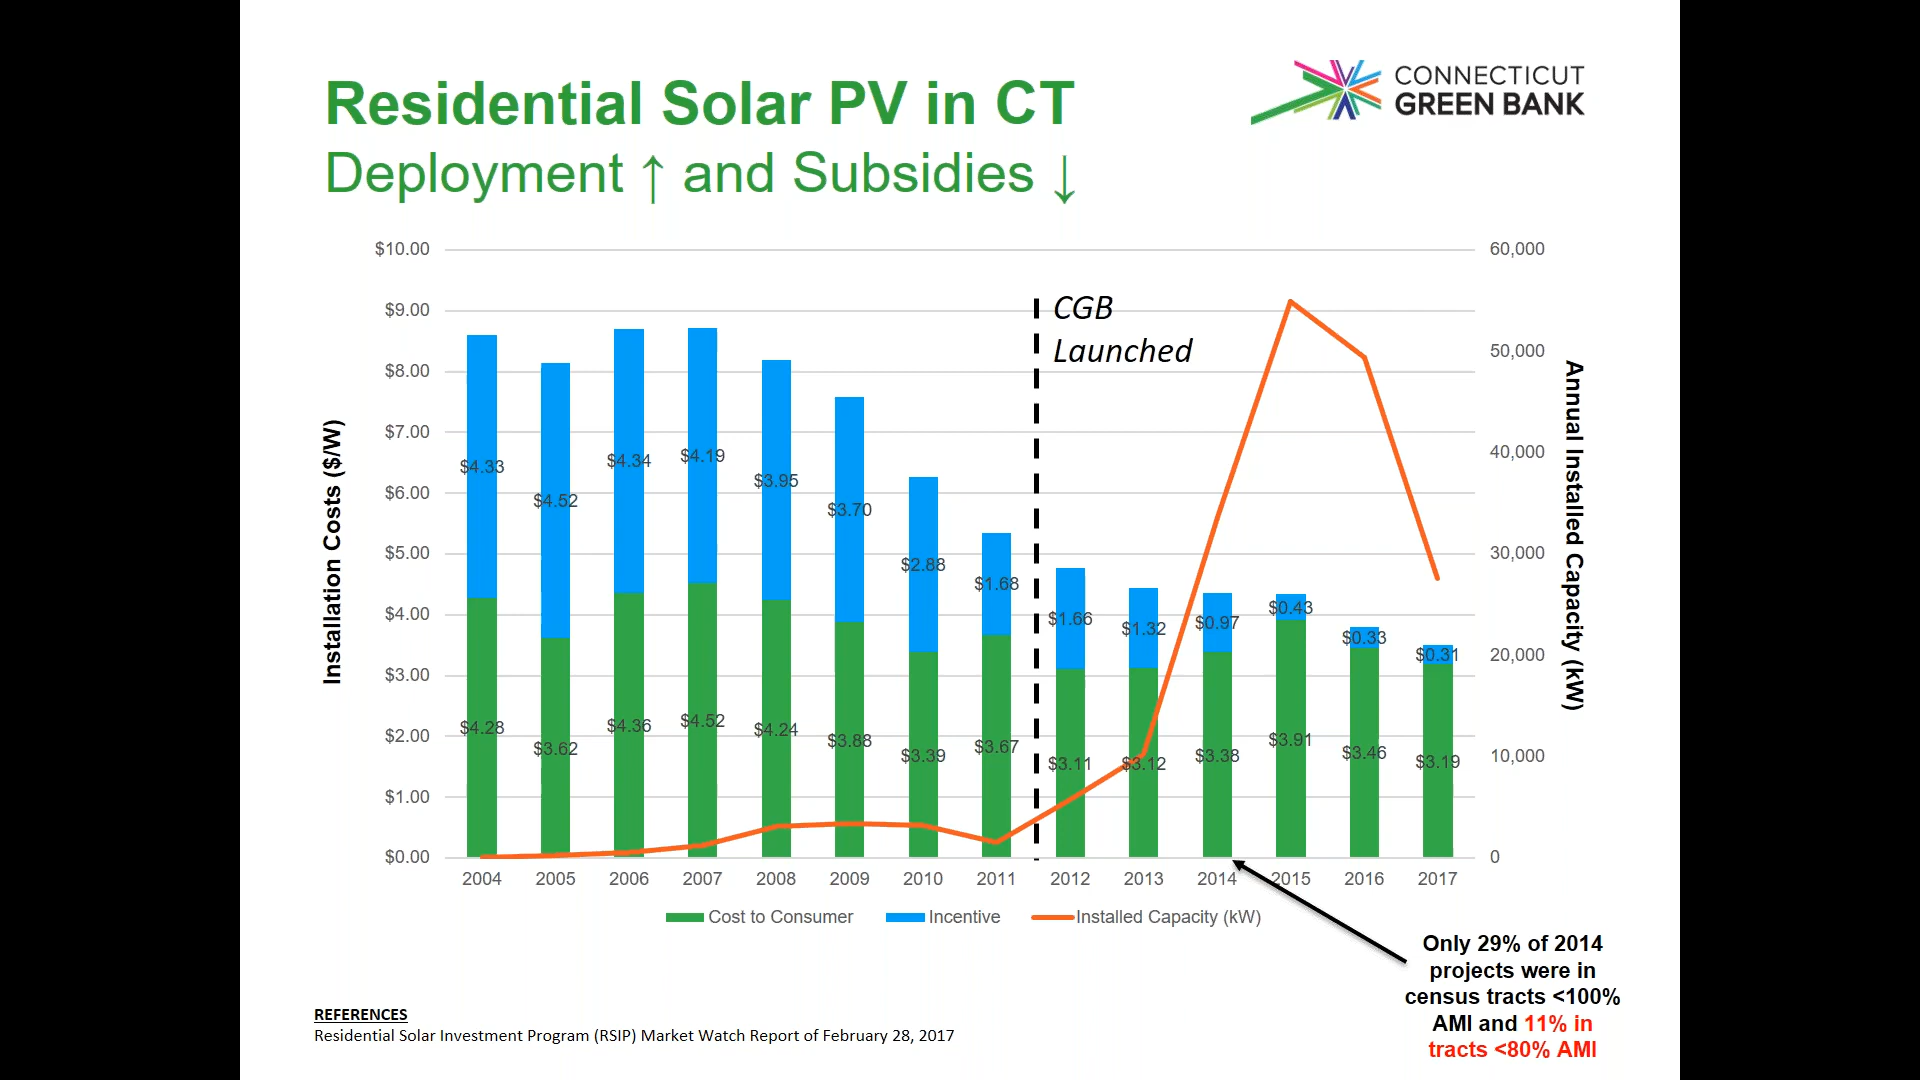 Residential Solar PV in CT
Deployment ↑ and Subsidies ↓
CONNECTICUT
GREEN BANK
$10.00
$9.00
$8.00
$7.00
$6.00
$5.00
$4.00
$3.00
$2.00
$1.00
$0.00
Installation Costs ($/W)
60,000
50,000
40,000
30,000
20,000
10,000
0
Annual Installed Capacity (kW)
CGB
Launched
$4.33
$4.52
$4.34
$4.19
$3.95
$3.70
$2.88
$1.68
$1.66
$1.32
$0.97
$0.43
$0.33
$0.31
$4.28
$3.62
$4.36
$4.52
$4.24
$3.88
$3.39
$3.67
$3.11
$3.12
$3.38
$3.91
$3.46
$3.19
2004 2005 2006 2007 2008 2009 2010 2011 2012 2013 2014 2015 2016 2017
Cost to Consumer Incentive Installed Capacity (kW)
Only 29% of 2014
projects were in
census tracts <100%
AMI and 11% in
tracts <80% AMI
REFERENCES
Residential Solar Investment Program (RSIP) Market Watch Report of February 28, 2017